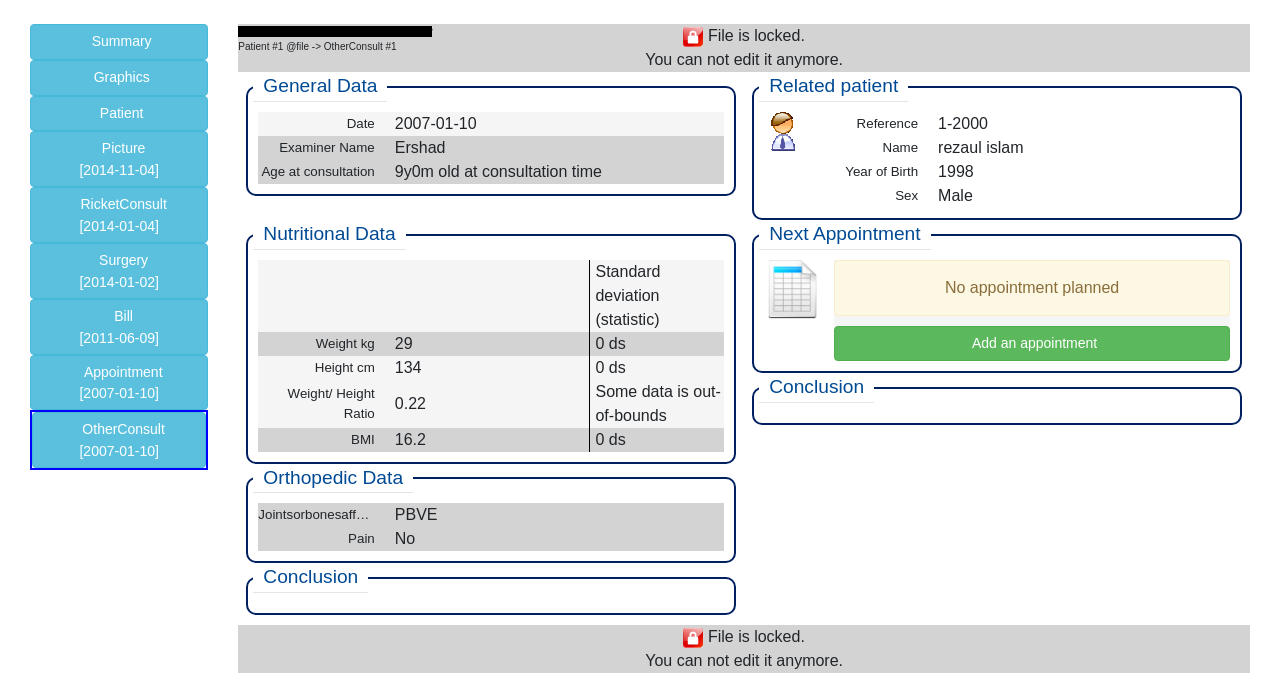 Summary
Graphics
Patient
Picture
[2014-11-04]
RicketConsult
[2014-01-04]
Surgery
[2014-01-02]
Bill
[2011-06-09]
Appointment
[2007-01-10]
OtherConsult
[2007-01-10]
File is locked.
Patient #1 @file -> OtherConsult #1
You can not edit it anymore.
General Data
Date 2007-01-10
Examiner Name Ershad
Age at consultation 9y0m old at consultation time
Related patient
Reference 1-2000
Name rezaul islam
Year of Birth 1998
Sex Male
Nutritional Data
Standard
deviation
(statistic)
Weight kg 29 0 ds
Height cm 134 0 ds
Weight/ Height
Ratio
0.22
Some data is out-
of-bounds
BMI 16.2 0 ds
Next Appointment
No appointment planned
Add an appointment
Conclusion
Orthopedic Data
Jointsorbonesaff… PBVE
Pain No
Conclusion
File is locked.
You can not edit it anymore.